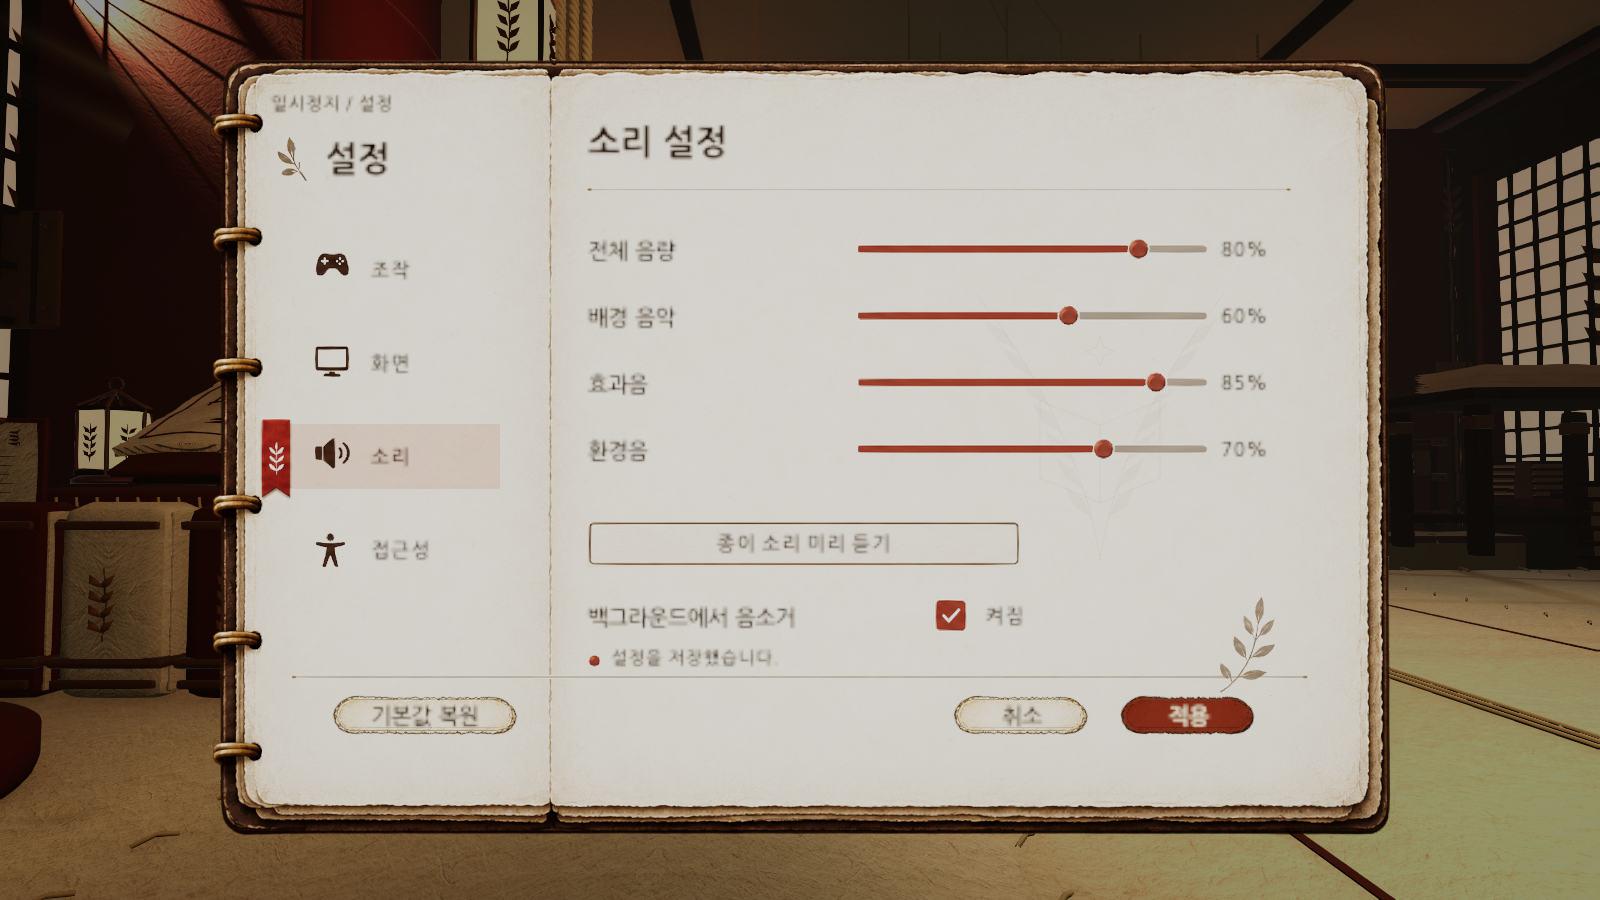 일시정지 / 설정
설정
조작
화면
소리
접근성
소리 설정
전체 음량 80%
배경 음악 60%
효과음 85%
환경음 70%
종이 소리 미리 듣기
백그라운드에서 음소거 켜짐
설정을 저장했습니다.
기본값 복원
취소
적용